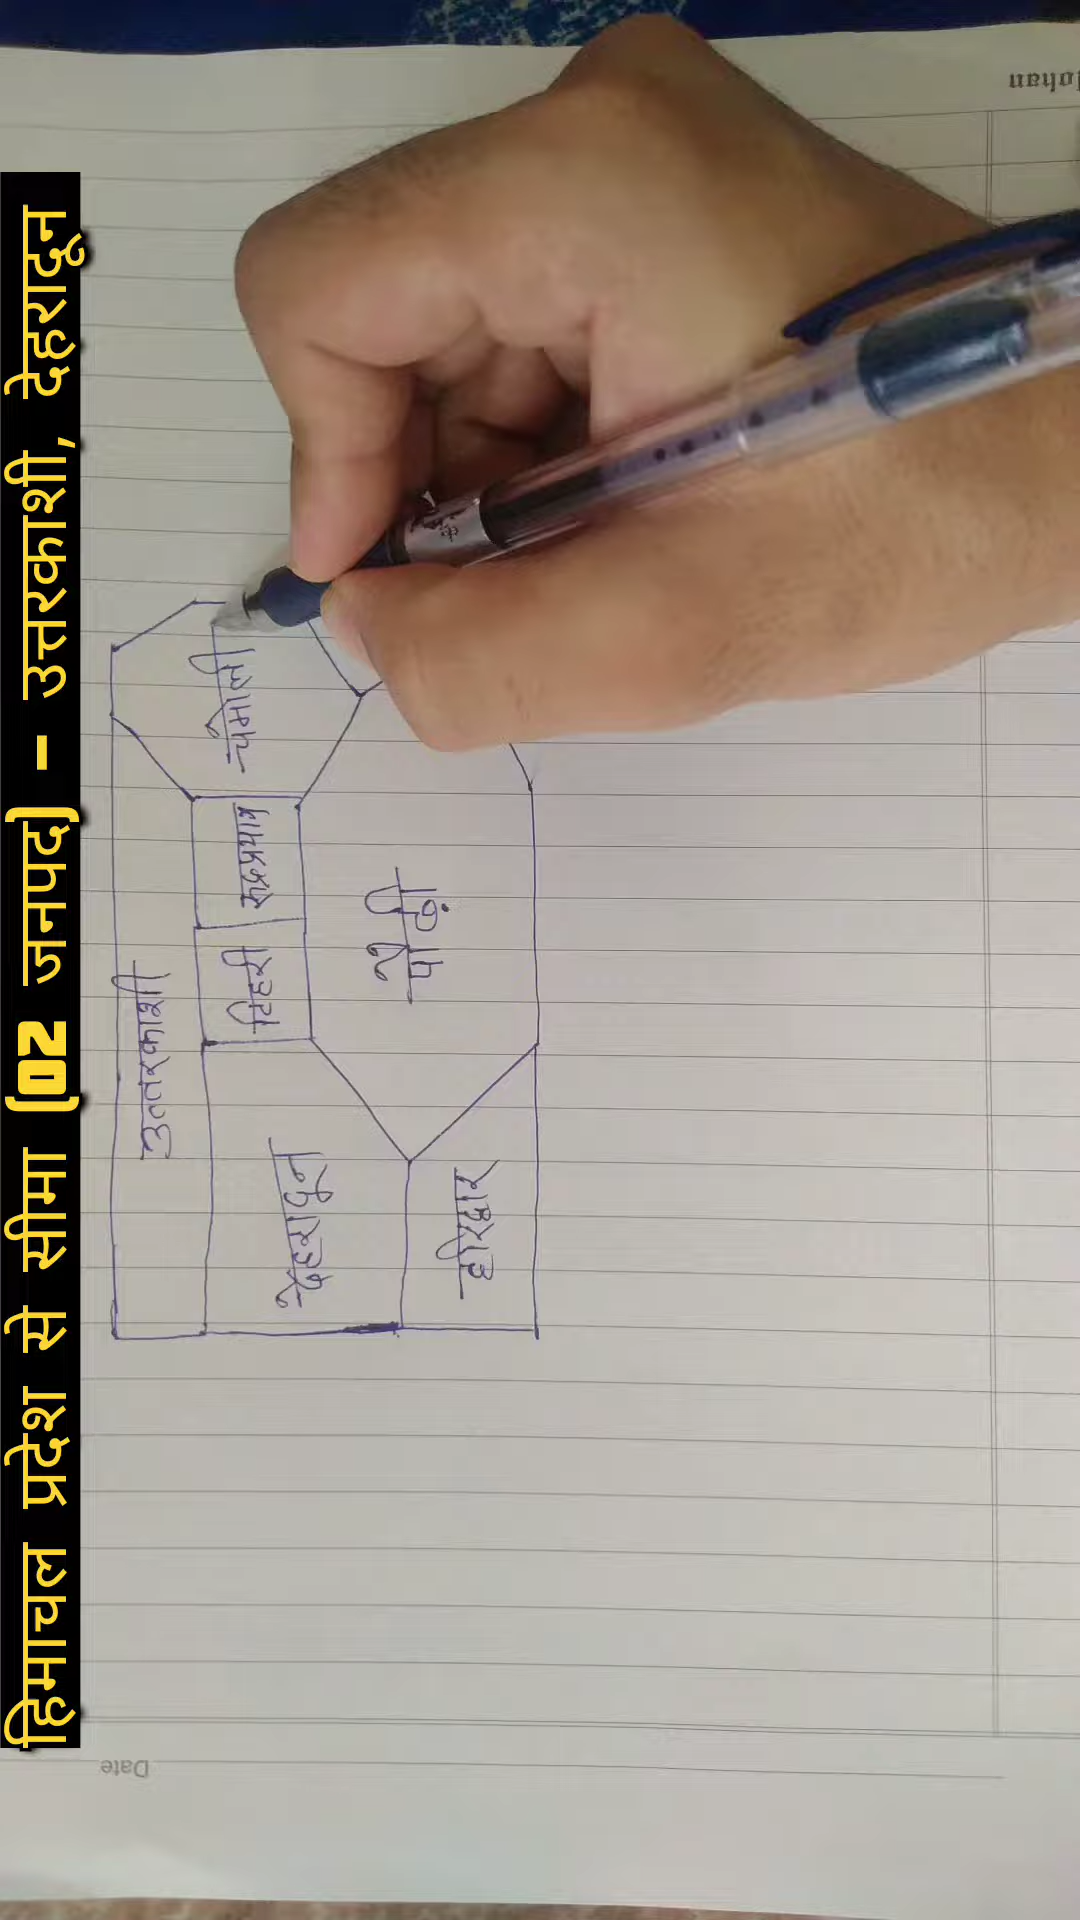 हिमाचल प्रदेश से सीमा (02 जनपद) - उत्तरकाशी, देहरादून
उत्तरकाशी
चमोली
रूद्रप्रयाग
टिहरी
देहरादून
पौड़ी
हरिद्वार
Date